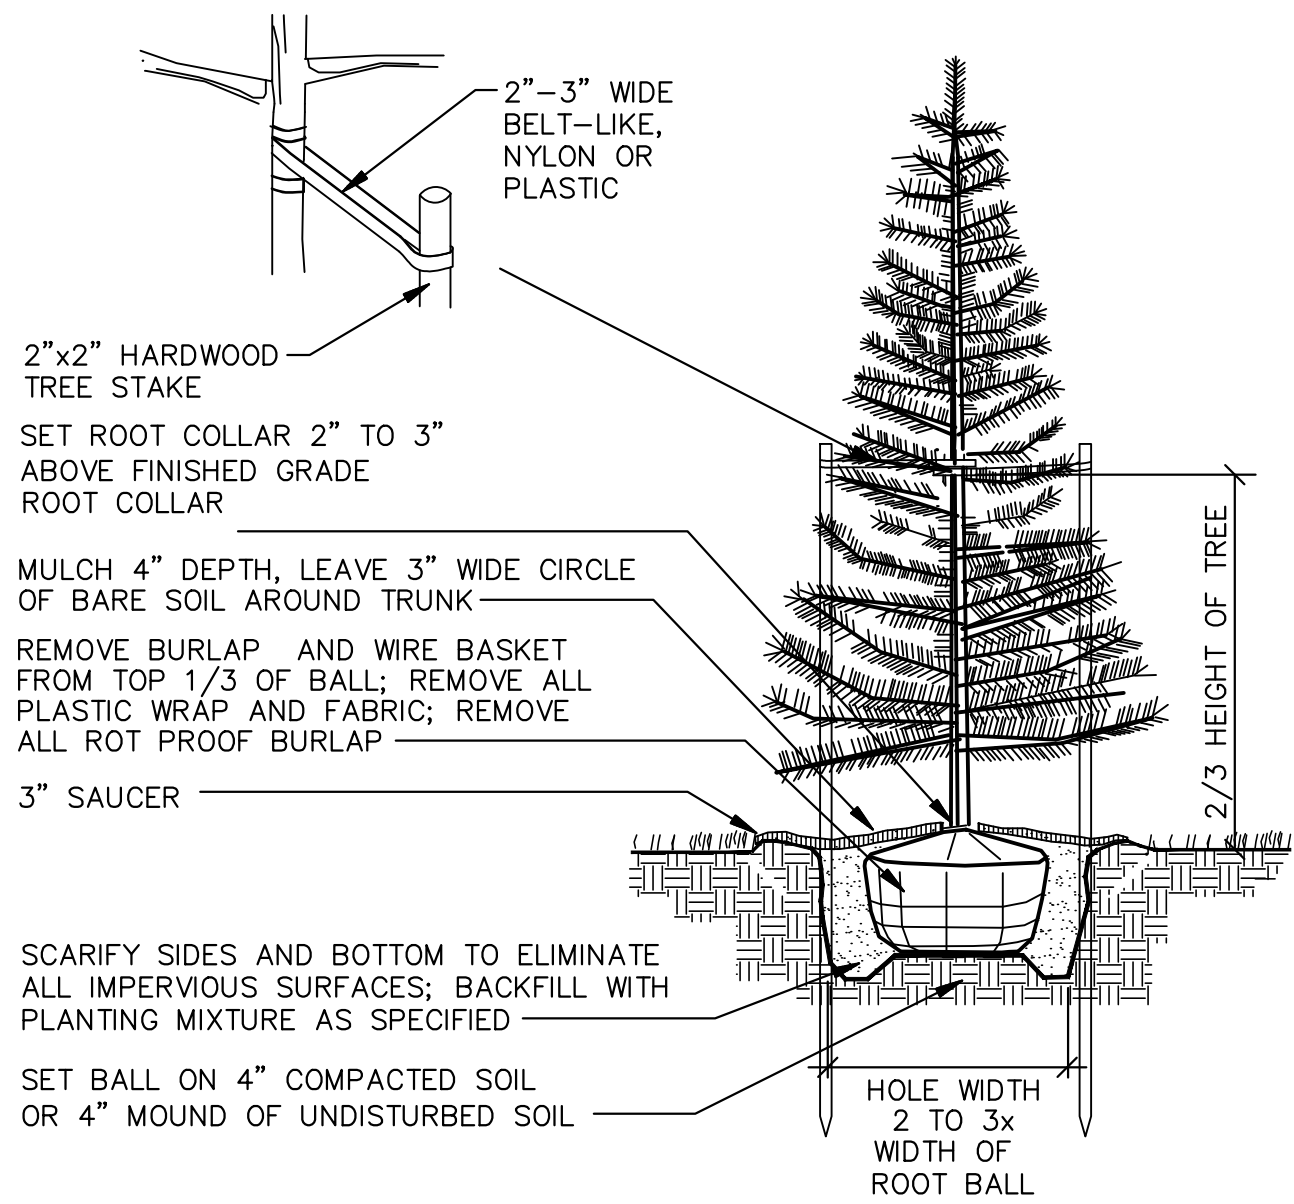 2”–3” WIDE
BELT–LIKE,
NYLON OR
PLASTIC
2”x2” HARDWOOD
TREE STAKE
SET ROOT COLLAR 2” TO 3”
ABOVE FINISHED GRADE
ROOT COLLAR
MULCH 4” DEPTH, LEAVE 3” WIDE CIRCLE
OF BARE SOIL AROUND TRUNK
REMOVE BURLAP AND WIRE BASKET
FROM TOP 1/3 OF BALL; REMOVE ALL
PLASTIC WRAP AND FABRIC; REMOVE
ALL ROT PROOF BURLAP
3” SAUCER
SCARIFY SIDES AND BOTTOM TO ELIMINATE
ALL IMPERVIOUS SURFACES; BACKFILL WITH
PLANTING MIXTURE AS SPECIFIED
SET BALL ON 4” COMPACTED SOIL
OR 4” MOUND OF UNDISTURBED SOIL
2/3 HEIGHT OF TREE
HOLE WIDTH
2 TO 3x
WIDTH OF
ROOT BALL